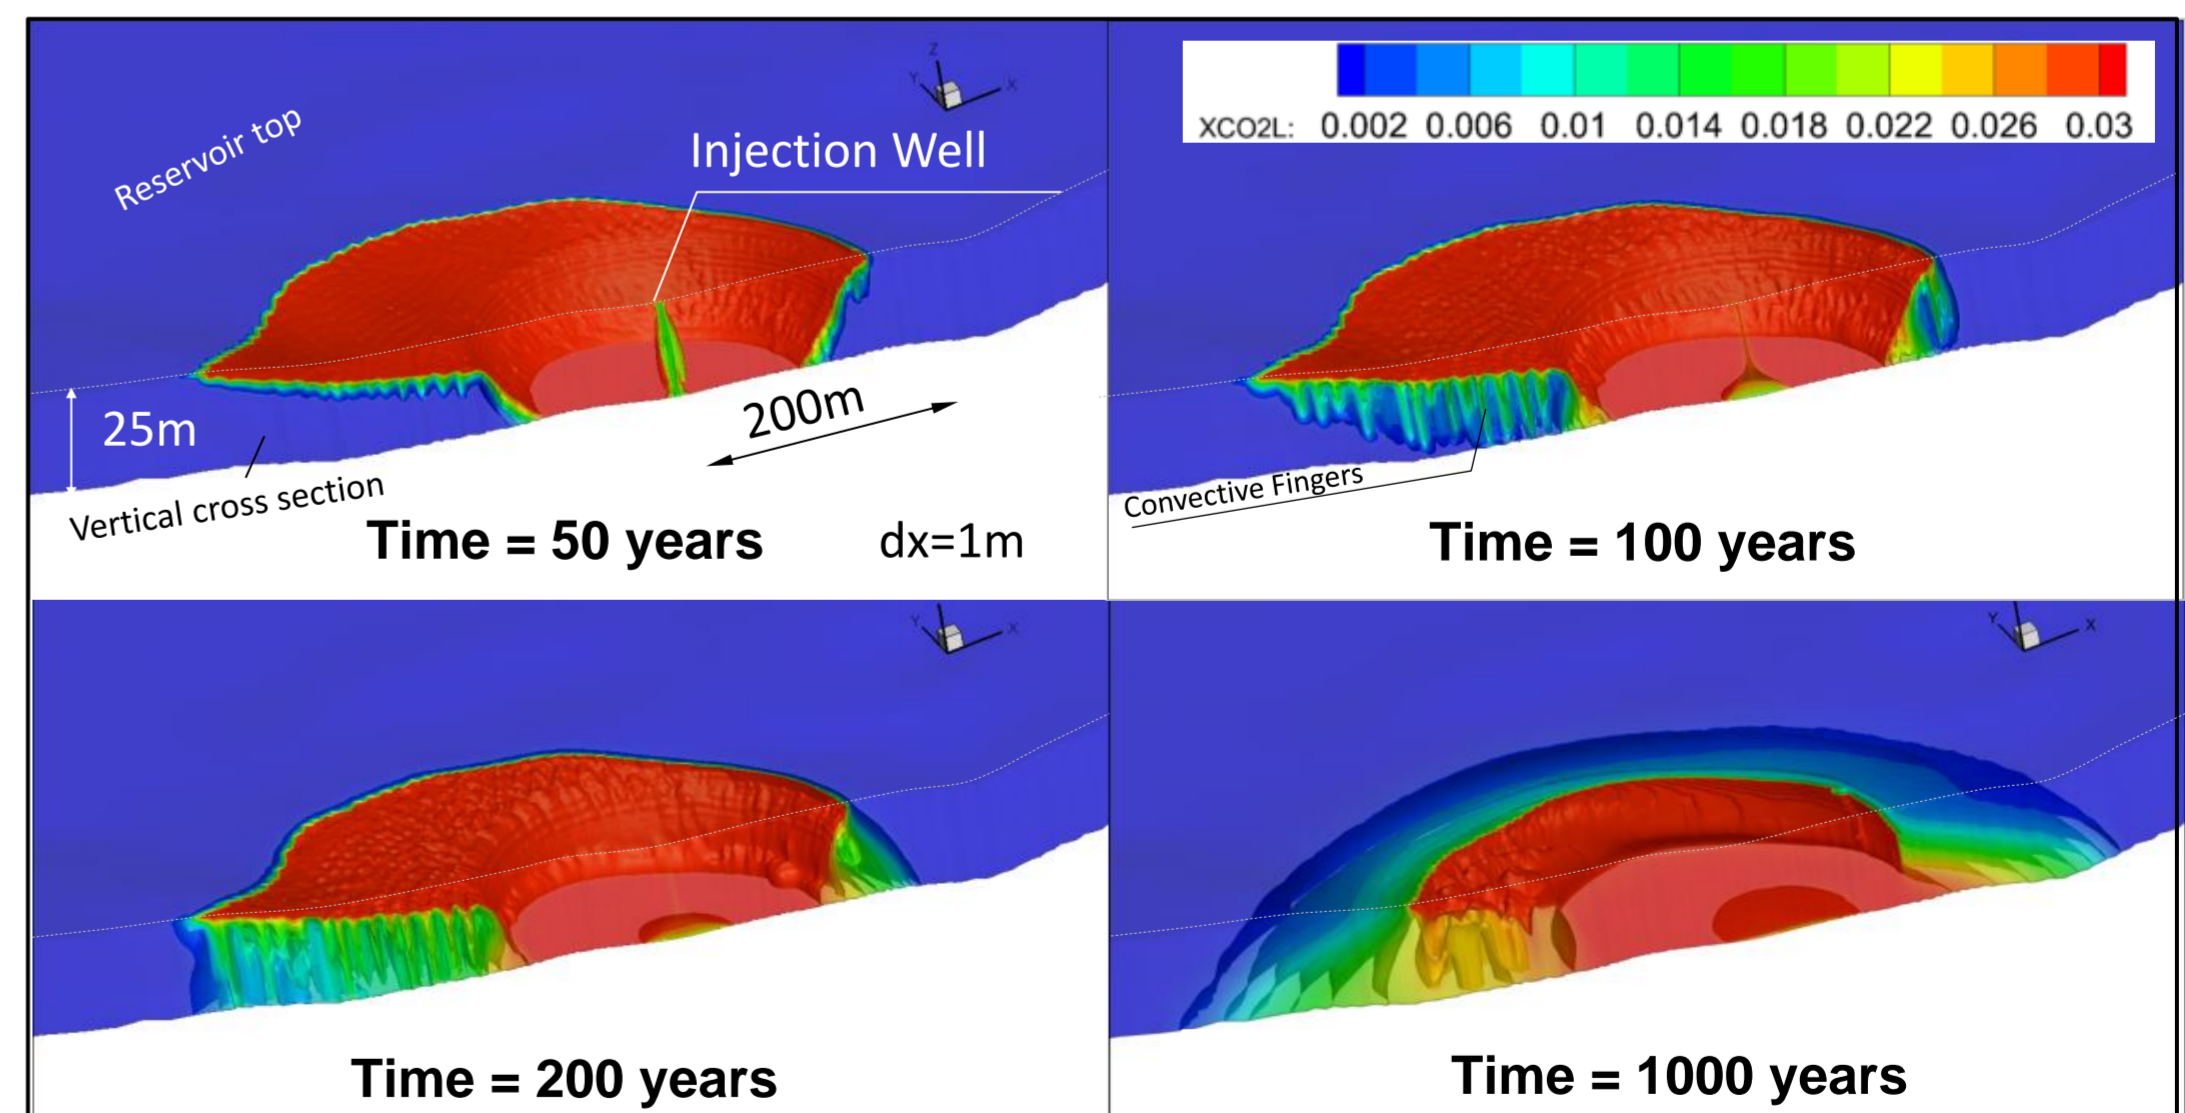 Z
Y
X
Reservoir top
Injection Well
25m
200m
Vertical cross section
Time = 50 years
dx=1m
XCO2L: 0.002 0.006 0.01 0.014 0.018 0.022 0.026 0.03
Convective Fingers
Time = 100 years
Y
X
Time = 200 years
Y
X
Time = 1000 years